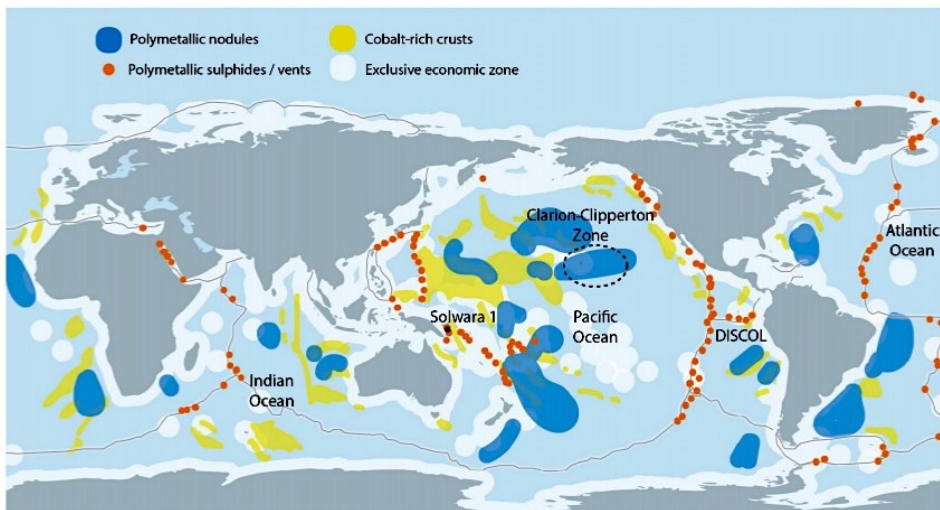 Polymetallic nodules
Cobalt-rich crusts
Polymetallic sulphides / vents
Exclusive economic zone
Clarion-Clipperton
Zone
Atlantic
Ocean
Solwara 1
Pacific
Ocean
DISCOL
Indian
Ocean